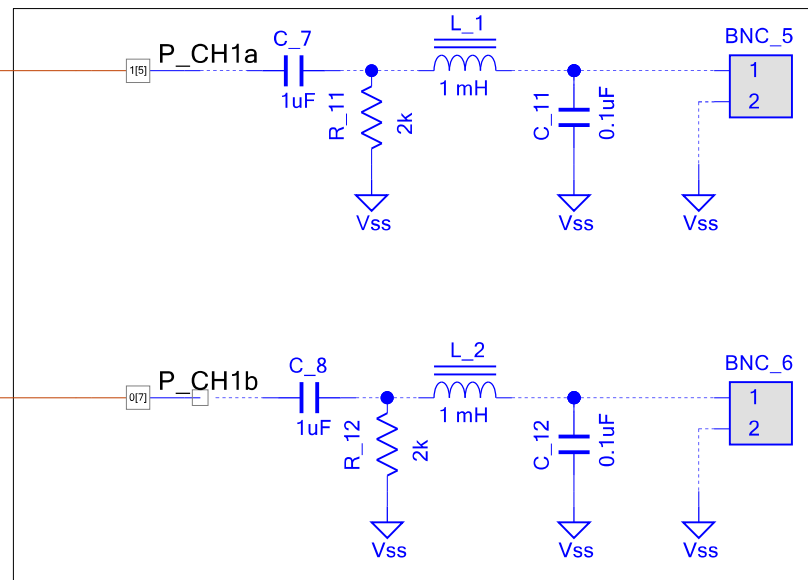 1[5]
P_CH1a
C_7
1uF
R_11
2k
Vss
L_1
1 mH
C_11
0.1uF
Vss
BNC_5
1
2
Vss
0[7]
P_CH1b
C_8
1uF
R_12
2k
Vss
L_2
1 mH
C_12
0.1uF
Vss
BNC_6
1
2
Vss